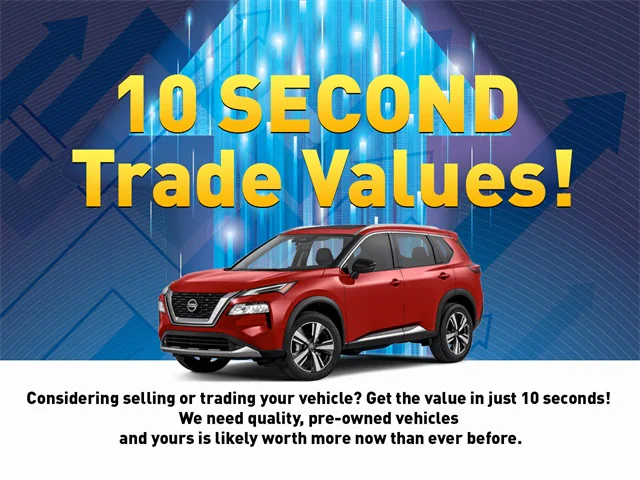 10 SECOND
Trade Values!
Considering selling or trading your vehicle? Get the value in just 10 seconds!
We need quality, pre-owned vehicles
and yours is likely worth more now than ever before.